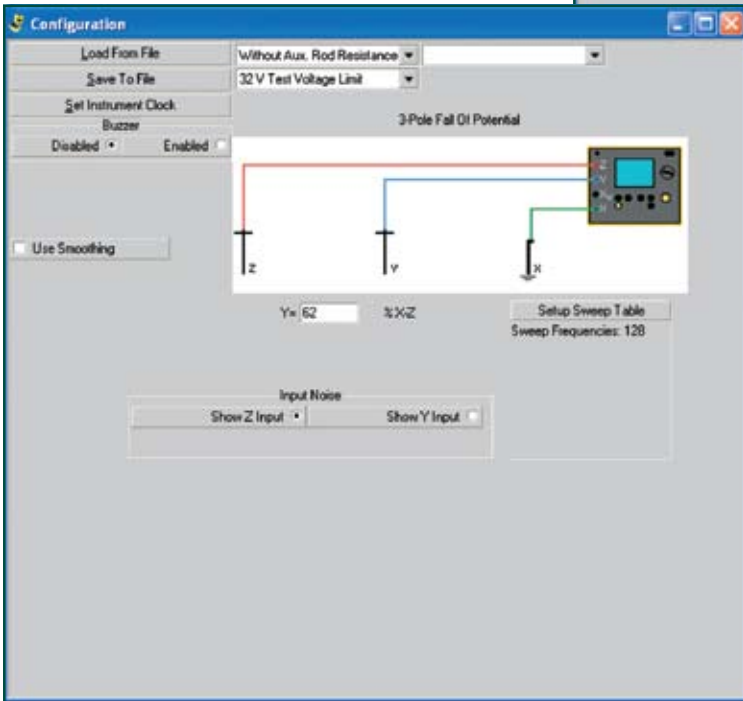 Configuration
Load From File
Without Aux. Rod Resistance
Save To File
32 V Test Voltage Limit
Set Instrument Clock
Buzzer
Disabled
Enabled
3-Pole Fall Of Potential
Z
Y
X
Use Smoothing
Z
Y
X
Y= 62 % X-Z
Setup Sweep Table
Sweep Frequencies: 128
Input Noise
Show Z Input
Show Y Input